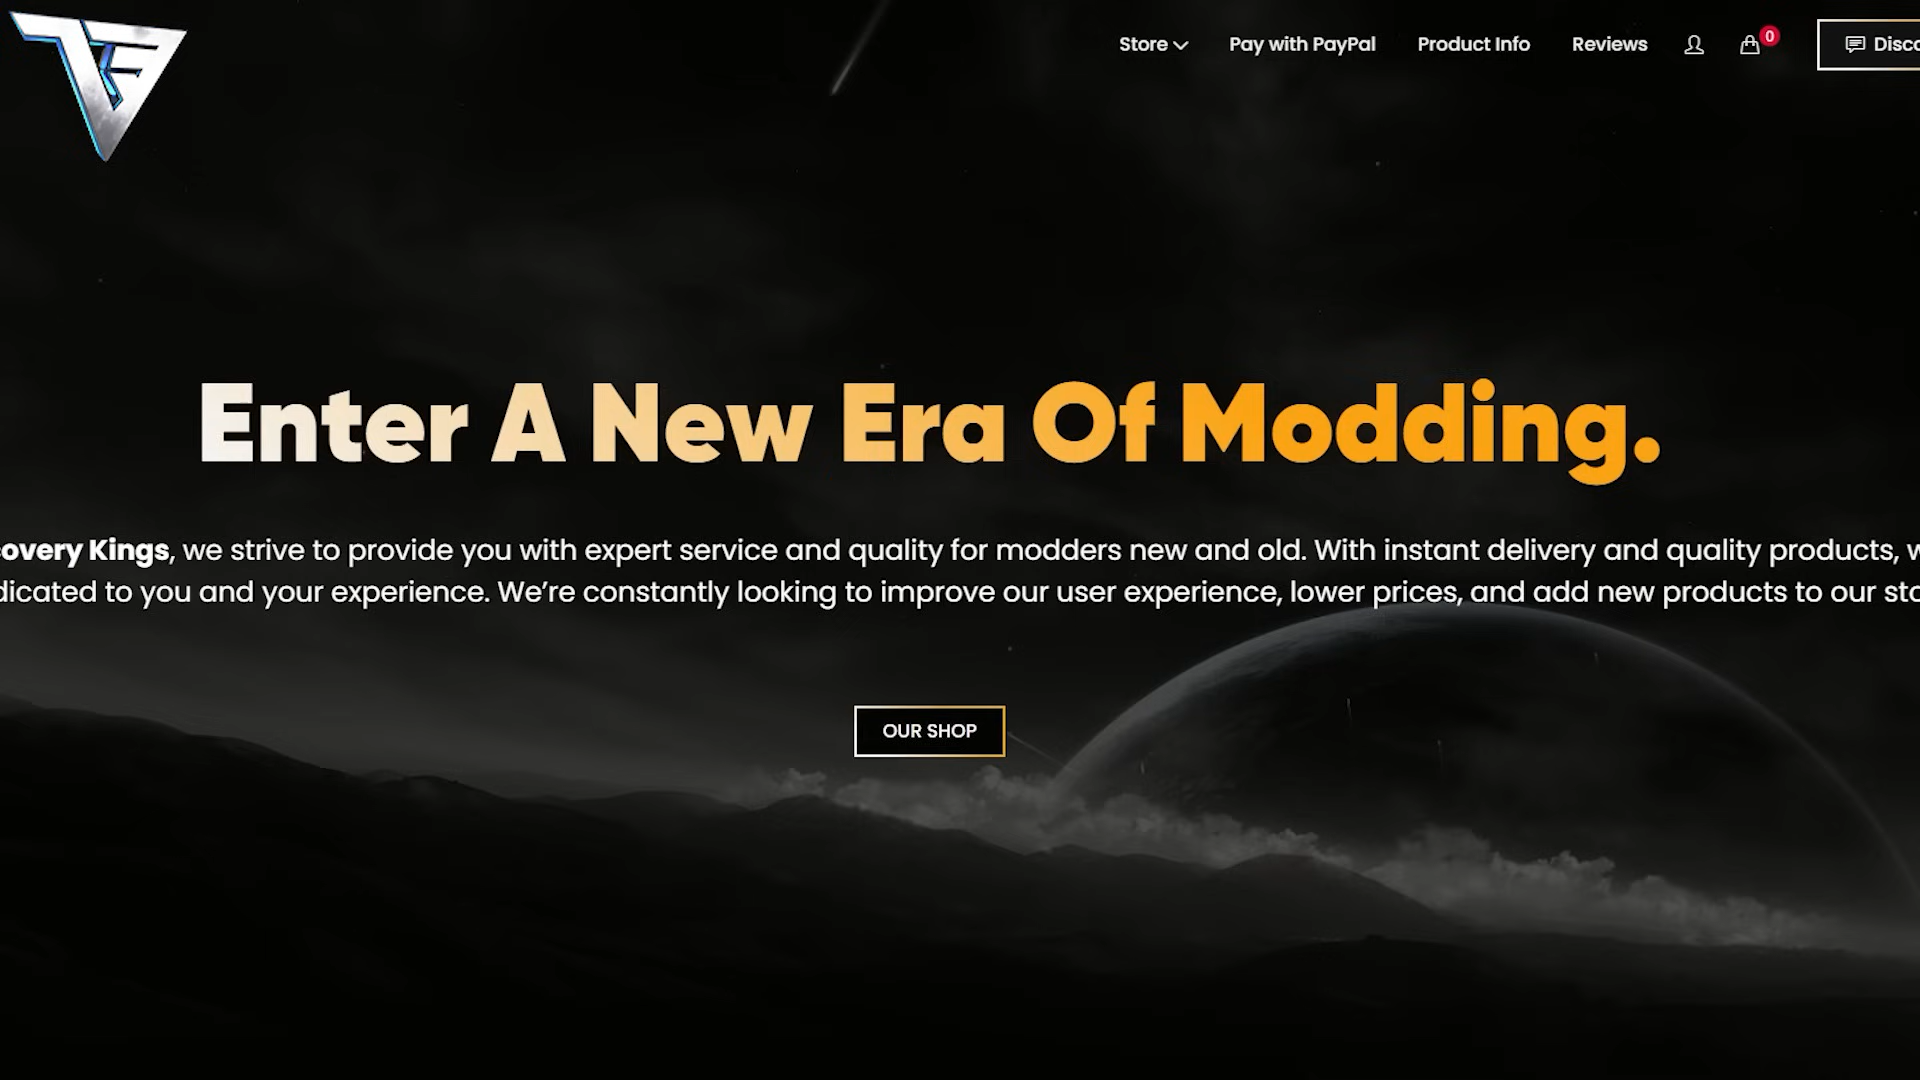 Store
Pay with PayPal
Product Info
Reviews
0
Enter A New Era Of Modding.
Kings, we strive to provide you with expert service and quality for modders new and old. With instant delivery and quality products,
to you and your experience. We’re constantly looking to improve our user experience, lower prices, and add new products to our
OUR SHOP